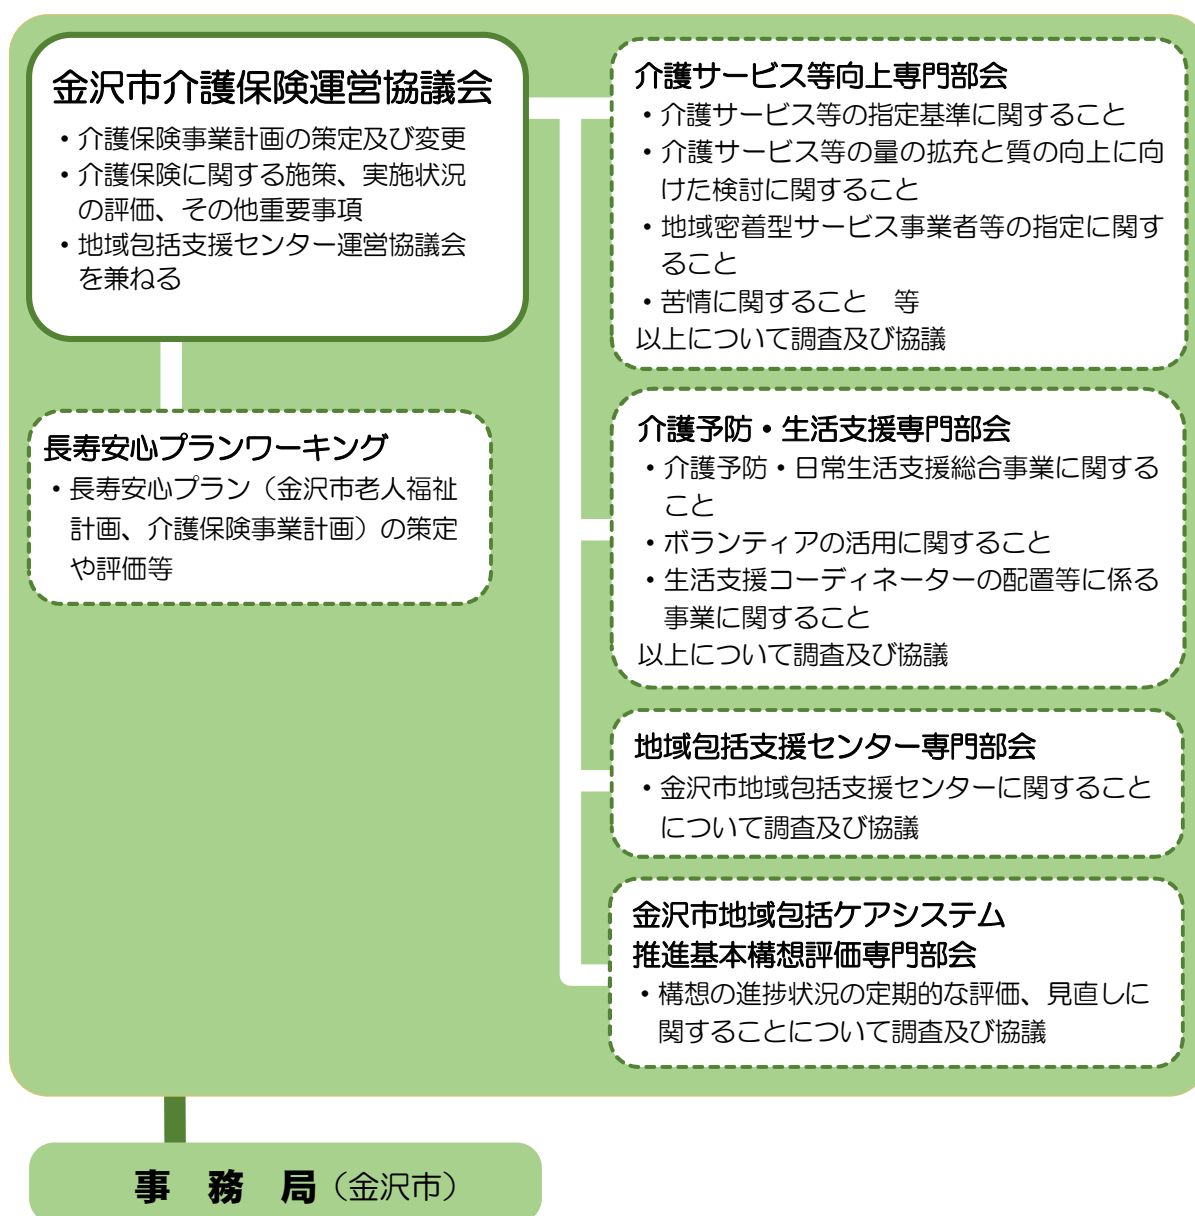 金沢市介護保険運営協議会
・介護保険事業計画の策定及び変更
・介護保険に関する施策、実施状況
の評価、その他重要事項
・地域包括支援センター運営協議会
を兼ねる
長寿安心プランワーキング
・長寿安心プラン（金沢市老人福祉
計画、介護保険事業計画）の策定
や評価等
介護サービス等向上専門部会
・介護サービス等の指定基準に関すること
・介護サービス等の量の拡充と質の向上に向
けた検討に関すること
・地域密着型サービス事業者等の指定に関す
ること
・苦情に関すること　等
以上について調査及び協議
介護予防・生活支援専門部会
・介護予防・日常生活支援総合事業に関する
こと
・ボランティアの活用に関すること
・生活支援コーディネーターの配置等に係る
事業に関すること
以上について調査及び協議
地域包括支援センター専門部会
・金沢市地域包括支援センターに関すること
について調査及び協議
金沢市地域包括ケアシステム
推進基本構想評価専門部会
・構想の進捗状況の定期的な評価、見直しに
関することについて調査及び協議
事　務　局（金沢市）